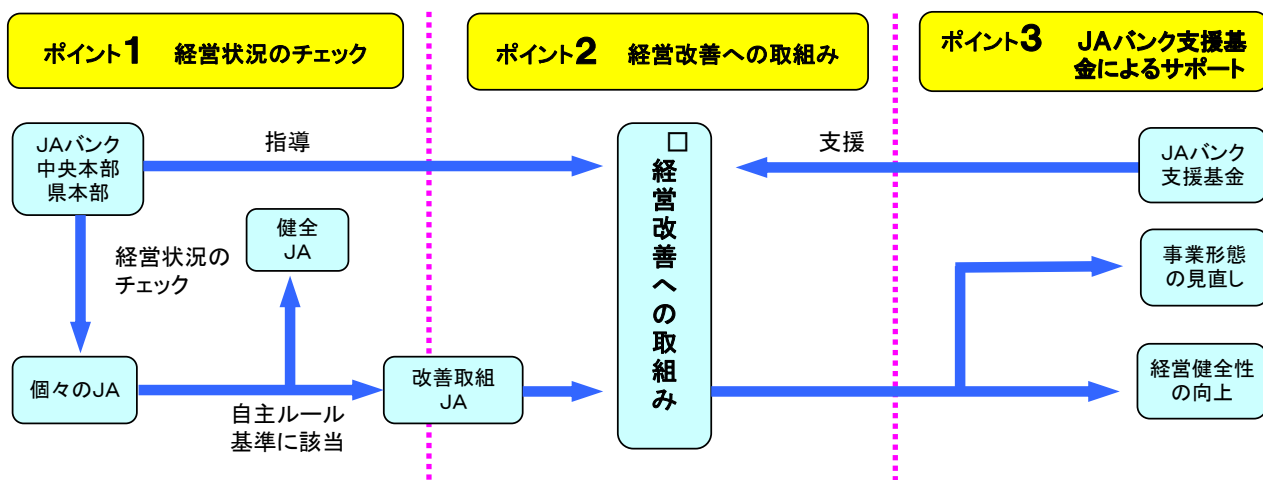 ポイント1 経営状況のチェック
ポイント2 経営改善への取組み
ポイント3 JAバンク支援基
金によるサポート
JAバンク
中央本部
県本部
指導
健全
JA
経営状況の
チェック
個々のJA
自主ルール
基準に該当
改善取組
JA
□経営改善への取組み
支援
JAバンク
支援基金
事業形態
の見直し
経営健全性
の向上